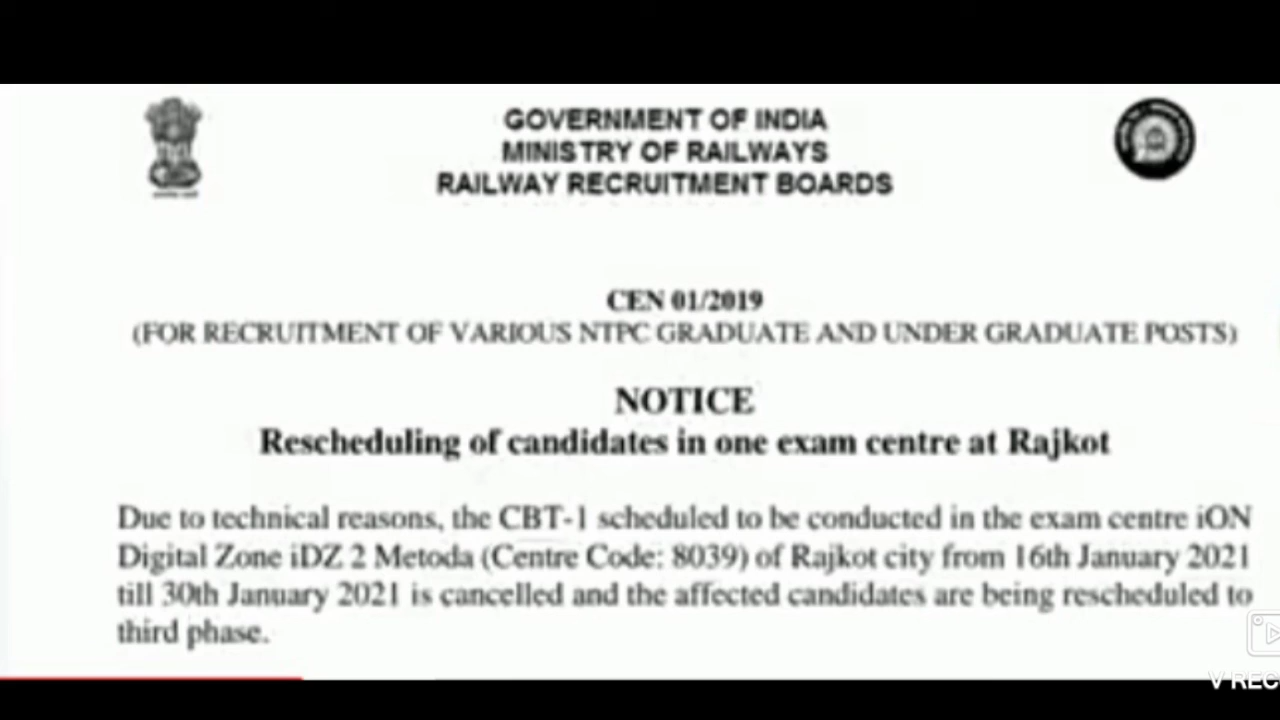 GOVERNMENT OF INDIA
MINISTRY OF RAILWAYS
RAILWAY RECRUITMENT BOARDS
CEN 01/2019
(FOR RECRUITMENT OF VARIOUS NTPC GRADUATE AND UNDER GRADUATE POSTS)
NOTICE
Rescheduling of candidates in one exam centre at Rajkot
Due to technical reasons, the CBT-1 scheduled to be conducted in the exam centre iON
Digital Zone iDZ 2 Metoda (Centre Code: 8039) of Rajkot city from 16th January 2021
till 30th January 2021 is cancelled and the affected candidates are being rescheduled to
third phase.
V REC